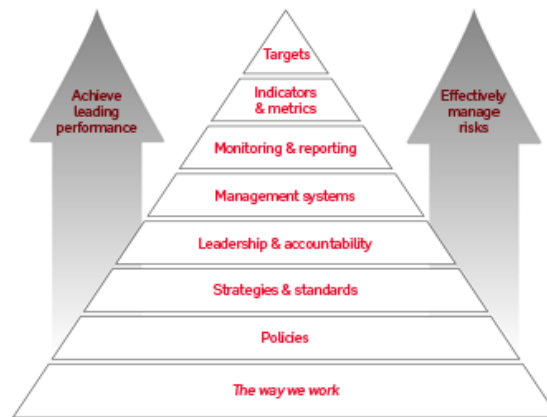 Targets
Achieve
leading
performance
Indicators
& metrics
Effectively
manage
risks
Monitoring & reporting
Management systems
Leadership & accountability
Strategies & standards
Policies
The way we work